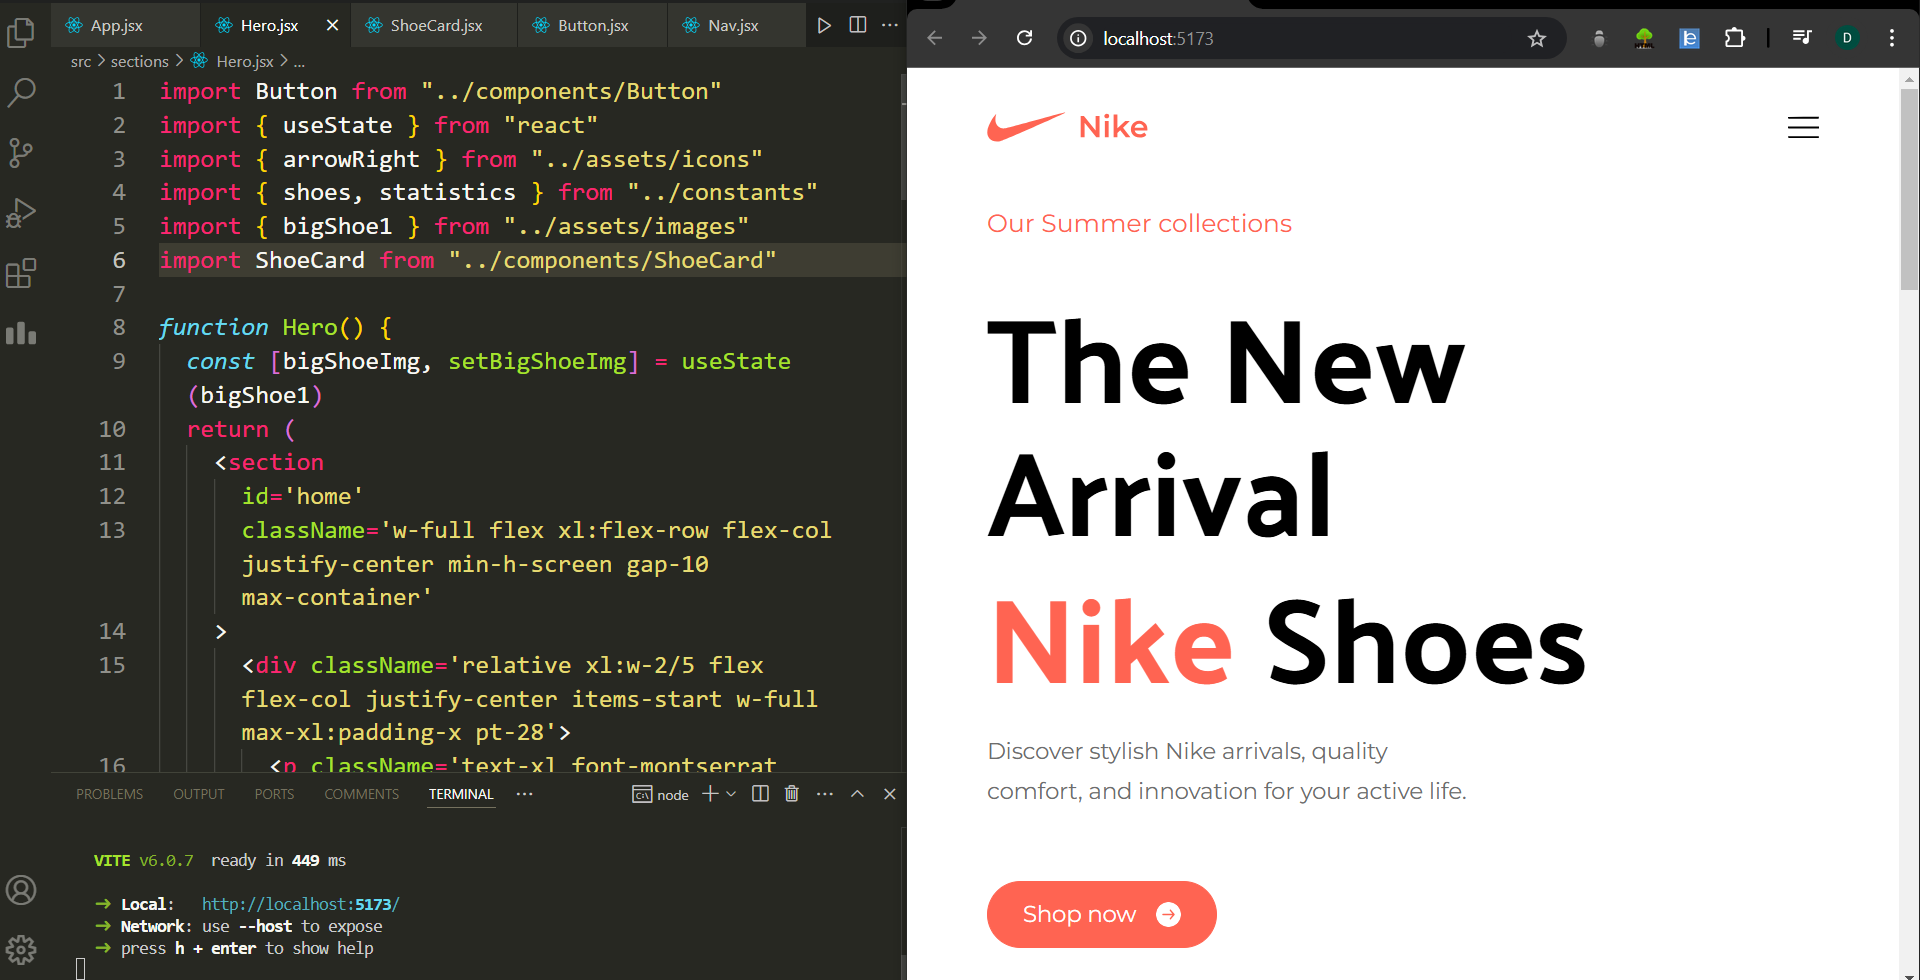 App.jsx
Hero.jsx
ShoeCard.jsx
Button.jsx
Nav.jsx
src > sections > Hero.jsx > ...
1 import Button from "../components/Button"
2 import { useState } from "react"
3 import { arrowRight } from "../assets/icons"
4 import { shoes, statistics } from "../constants"
5 import { bigShoe1 } from "../assets/images"
6 import ShoeCard from "../components/ShoeCard"
7
8 function Hero() {
9 const [bigShoeImg, setBigShoeImg] = useState
(bigShoe1)
10 return (
11 <section
12 id='home'
13 className='w-full flex xl:flex-row flex-col
justify-center min-h-screen gap-10
max-container'
14 >
15 <div className='relative xl:w-2/5 flex
flex-col justify-center items-start w-full
max-xl:padding-x pt-28'>
16 <p className='text-xl font-montserrat
PROBLEMS OUTPUT PORTS COMMENTS TERMINAL ... node
VITE v6.0.7 ready in 449 ms
➜ Local: http://localhost:5173/
➜ Network: use --host to expose
➜ press h + enter to show help
localhost:5173
D
Nike
Our Summer collections
The New
Arrival
Nike Shoes
Discover stylish Nike arrivals, quality
comfort, and innovation for your active life.
Shop now